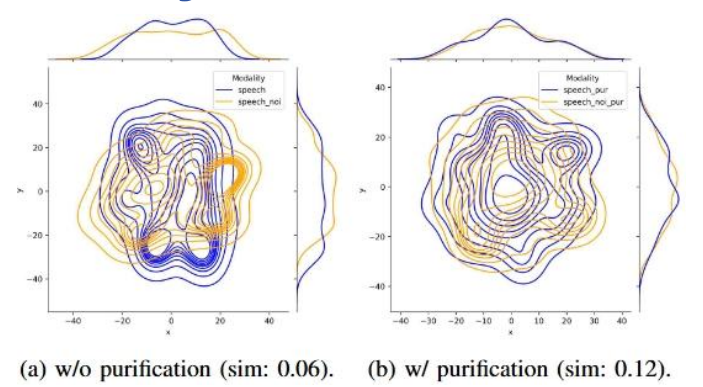 Modality
speech
speech_noi
40
20
0
−20
−40
y
−40 −20 0 20 40
x
Modality
speech_pur
speech_noi_pur
40
20
0
−20
−40
y
−40 −30 −20 −10 0 10 20 30 40
x
(a) w/o purification (sim: 0.06).
(b) w/ purification (sim: 0.12).